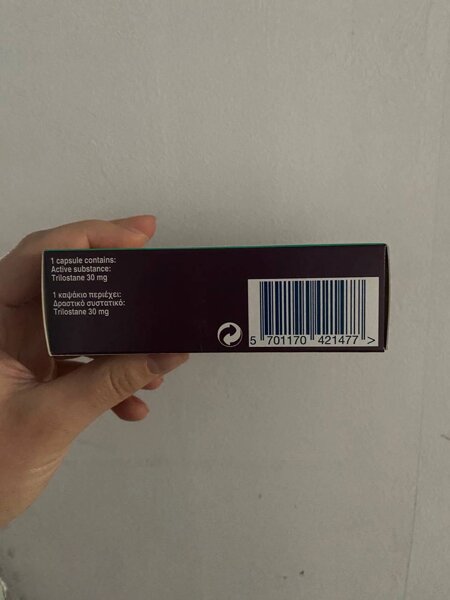 1 capsule contains:
Active substance:
Trilostane 30 mg
1 καψάκιο περιέχει:
Δραστικό συστατικό:
Trilostane 30 mg
5 701170 421477 >